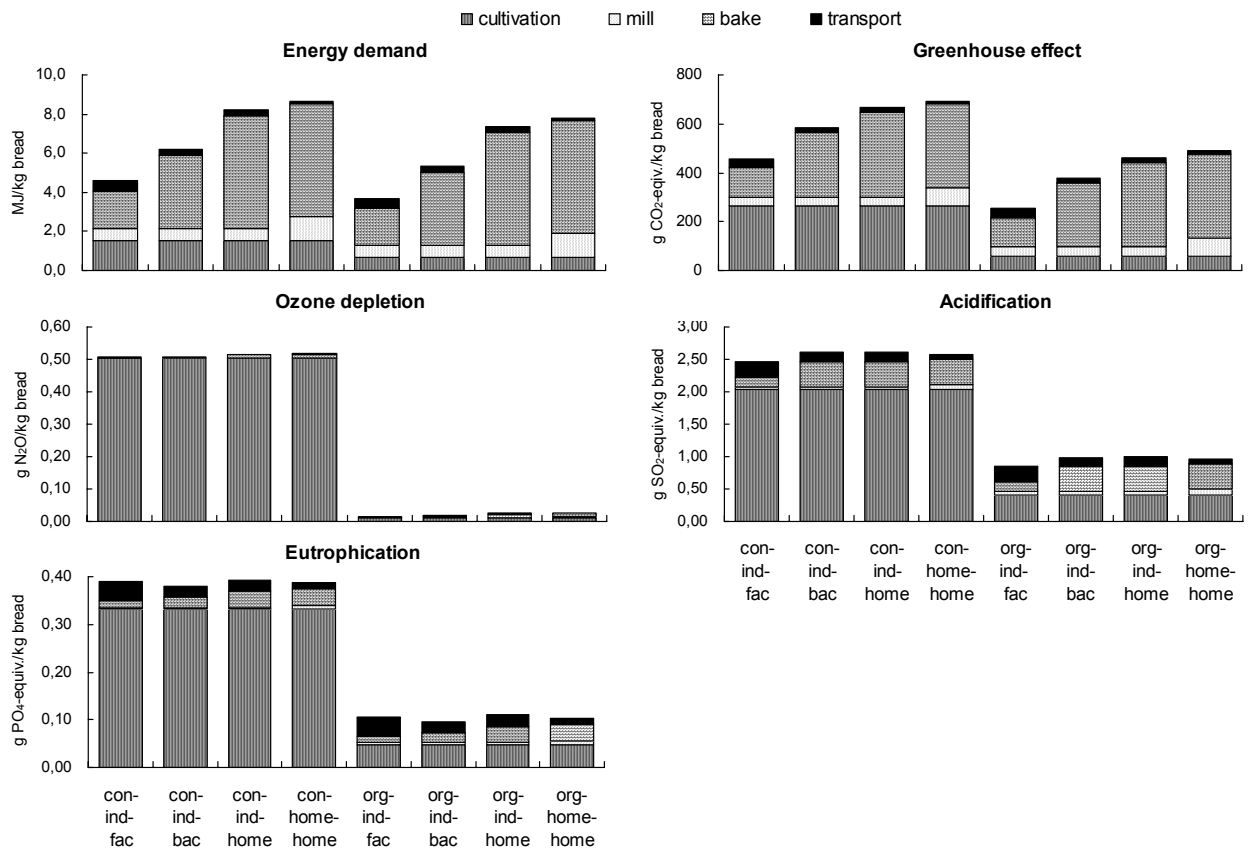 cultivation mill bake transport
Energy demand
10,0
8,0
6,0
4,0
2,0
0,0
MJ/kg bread
Greenhouse effect
800
600
400
200
0
g CO₂-equiv./kg bread
Ozone depletion
0,60
0,50
0,40
0,30
0,20
0,10
0,00
g N₂O/kg bread
Acidification
3,00
2,50
2,00
1,50
1,00
0,50
0,00
g SO₂-equiv./kg bread
con- con- con- con- org- org- org- org-
ind- ind- ind- home- ind- ind- ind- home-
fac bac home home fac bac home home
Eutrophication
0,40
0,30
0,20
0,10
0,00
g PO₄-equiv./kg bread
con- con- con- con- org- org- org- org-
ind- ind- ind- home- ind- ind- ind- home-
fac bac home home fac bac home home